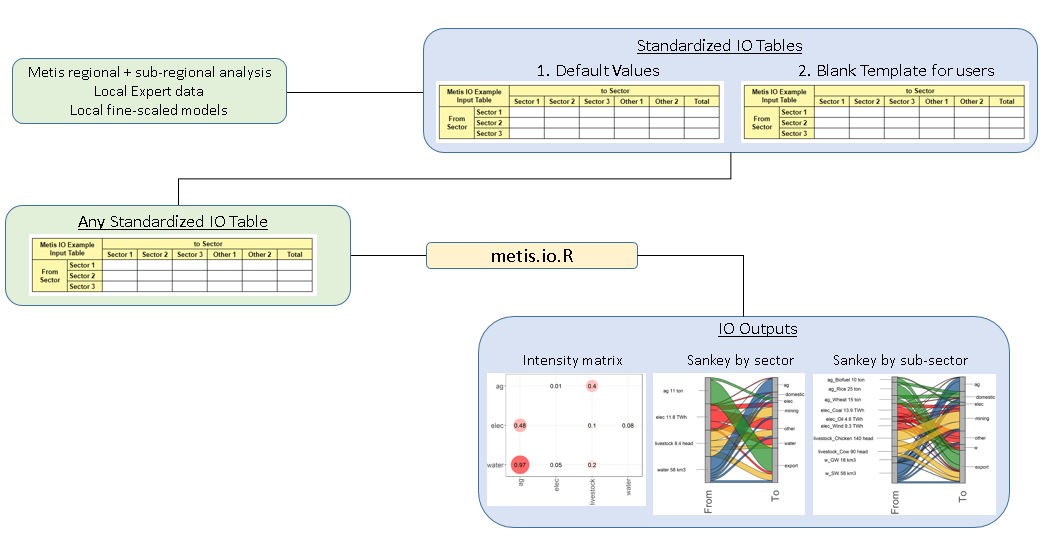 Metis regional + sub-regional analysis
Local Expert data
Local fine-scaled models
Standardized IO Tables
1. Default Values
Metis IO Example Input Table
to Sector
Sector 1 Sector 2 Sector 3 Other 1 Other 2 Total
From Sector
Sector 1
Sector 2
Sector 3
2. Blank Template for users
Metis IO Example Input Table
to Sector
Sector 1 Sector 2 Sector 3 Other 1 Other 2 Total
From Sector
Sector 1
Sector 2
Sector 3
Any Standardized IO Table
Metis IO Example Input Table
to Sector
Sector 1 Sector 2 Sector 3 Other 1 Other 2 Total
From Sector
Sector 1
Sector 2
Sector 3
metis.io.R
IO Outputs
Intensity matrix
ag 0.01 0.4
elec 0.48 0.1 0.08
water 0.97 0.05 0.2
ag elec livestock water
Sankey by sector
ag 11 ton
elec 11.8 TWh
livestock 8.4 head
water 58 km3
ag
domestic
elec
mining
other
water
export
From To
Sankey by sub-sector
ag_Biofuel 10 ton
ag_Rice 25 ton
ag_Wheat 15 ton
elec_Coal 13.9 TWh
elec_Oil 4.6 TWh
elec_Wind 9.3 TWh
livestock_Chicken 140 head
livestock_Cow 90 head
w_GW 18 km3
w_SW 58 km3
ag
domestic
elec
mining
other
w
export
From To